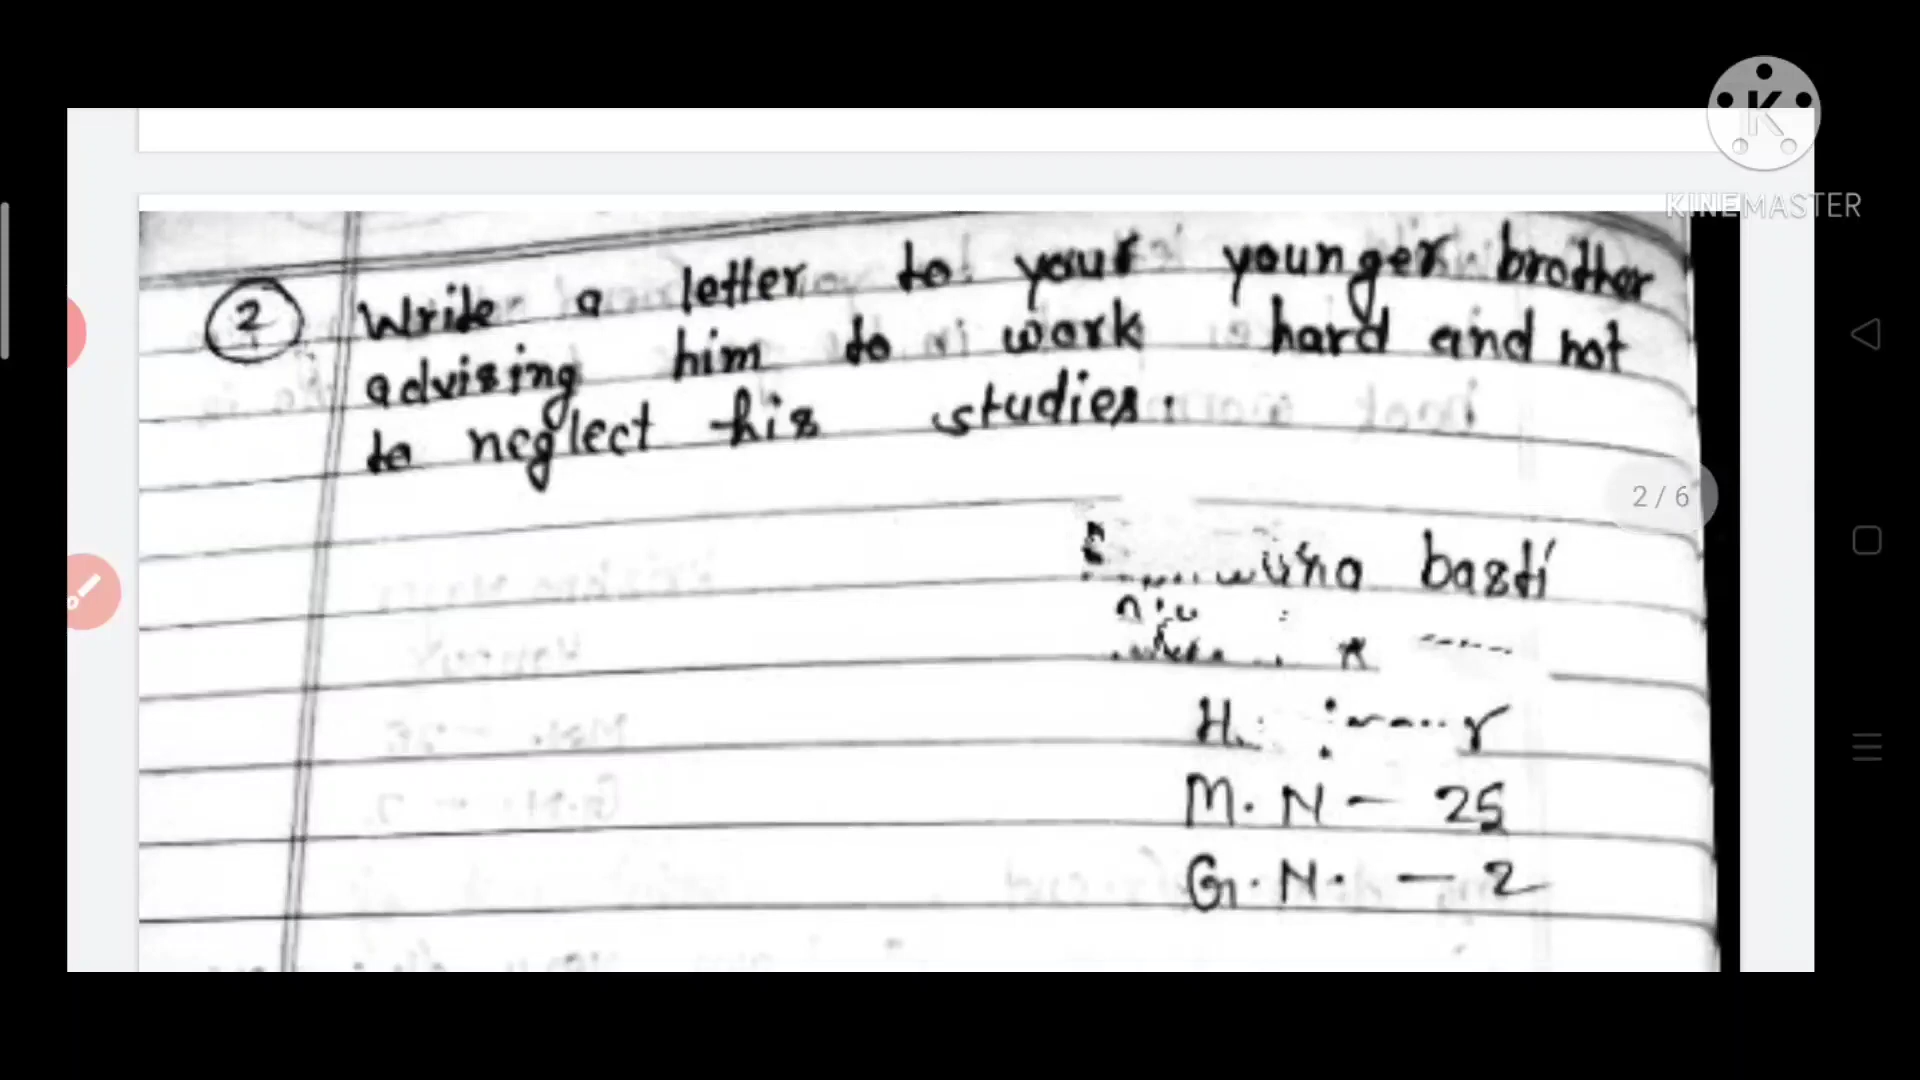 KINEMASTER
2 Write a letter to your younger brother
advising him to work hard and not
to neglect his studies.
2/6
basti
M.N - 25
G.N. - 2